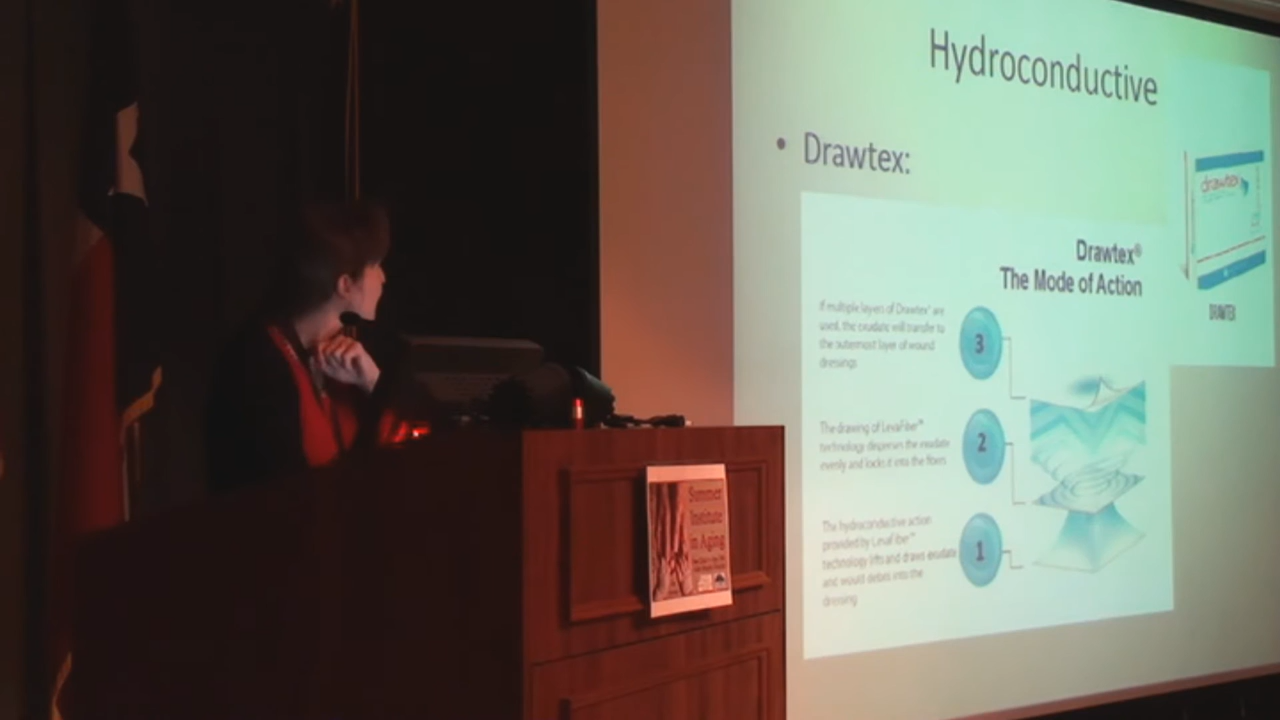 Hydroconductive
• Drawtex:
drawtex
DRAWTEX
Drawtex®
The Mode of Action
If multiple layers of Drawtex® are
used, the exudate will transfer to
the outermost layer of wound
dressings
3
The drawing of LevaFiber™
technology disperses the exudate
evenly and locks it into the fibers
2
The hydroconductive action
provided by LevaFiber™
technology lifts and draws exudate
and would debris into the
dressing
1
Summer
Institute
in Aging